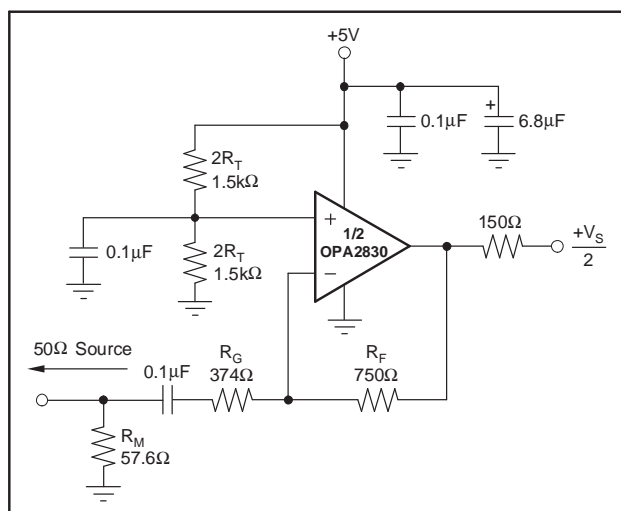 +5V
0.1µF
+
6.8µF
2R_T
1.5kΩ
0.1µF
2R_T
1.5kΩ
+
1/2
OPA2830
−
150Ω
+V_S
2
50Ω Source
0.1µF
R_G
374Ω
R_F
750Ω
R_M
57.6Ω